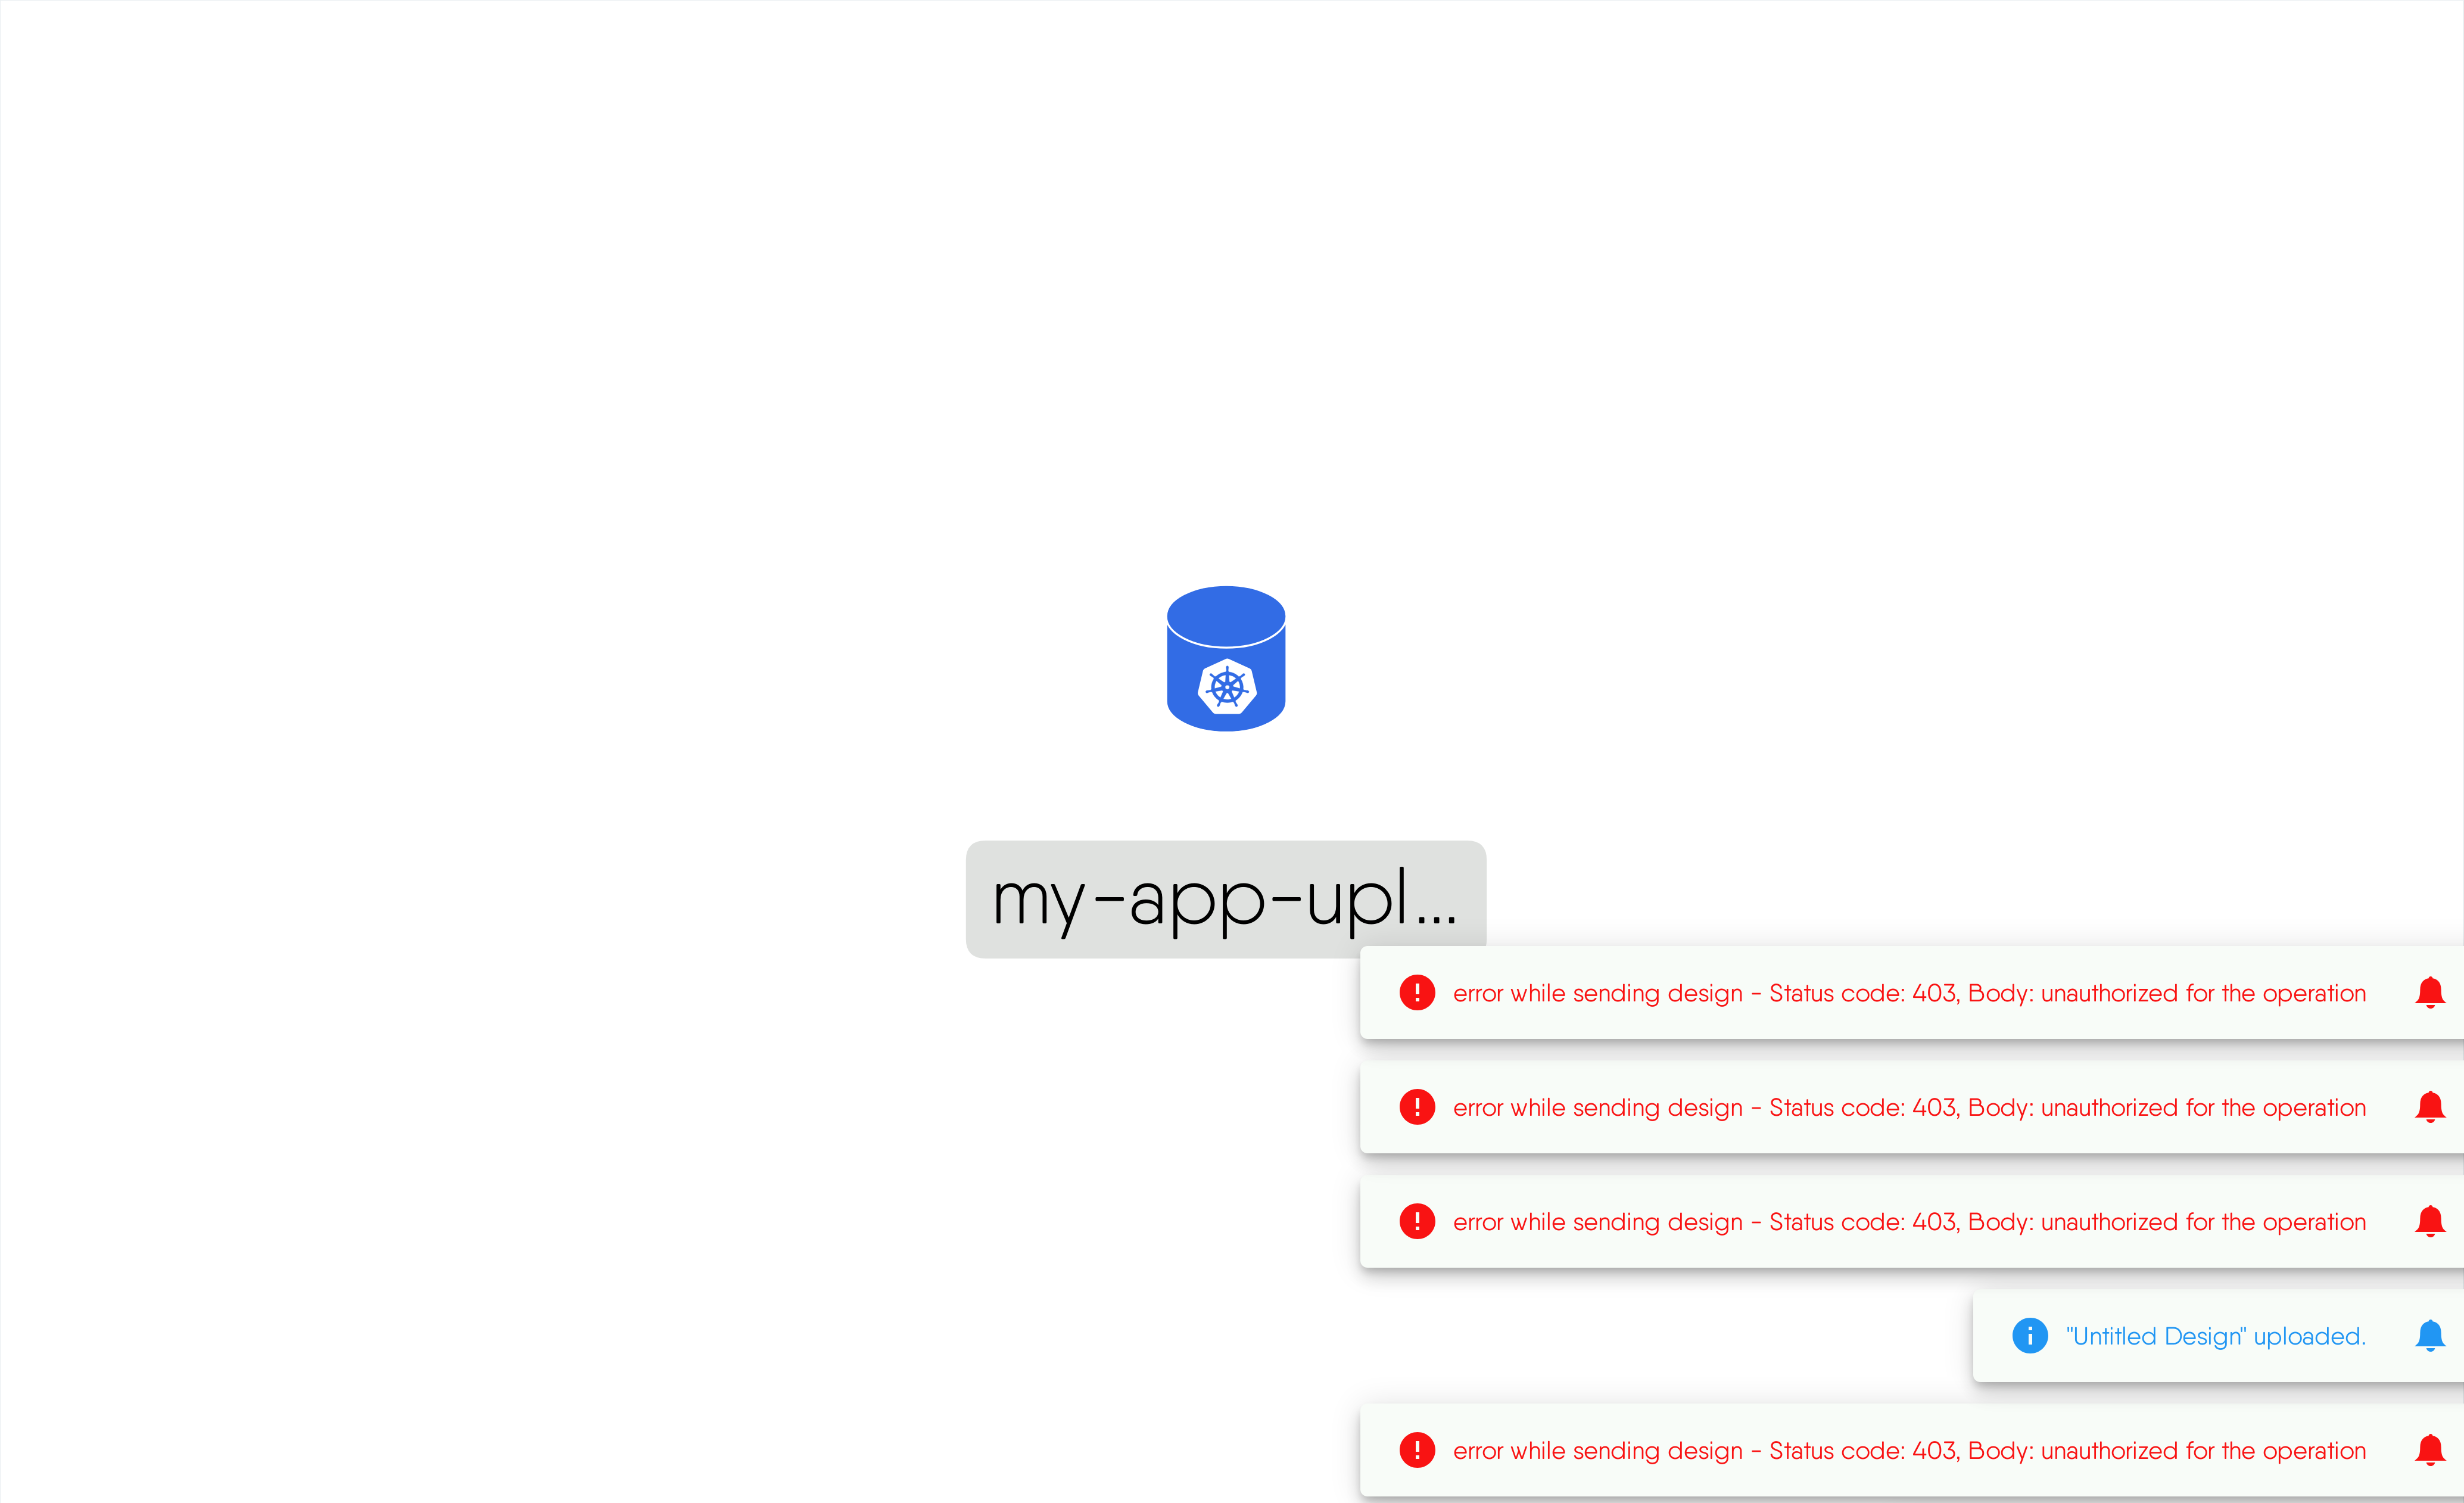 my-app-upl...
error while sending design - Status code: 403, Body: unauthorized for the operation
error while sending design - Status code: 403, Body: unauthorized for the operation
error while sending design - Status code: 403, Body: unauthorized for the operation
"Untitled Design" uploaded.
error while sending design - Status code: 403, Body: unauthorized for the operation